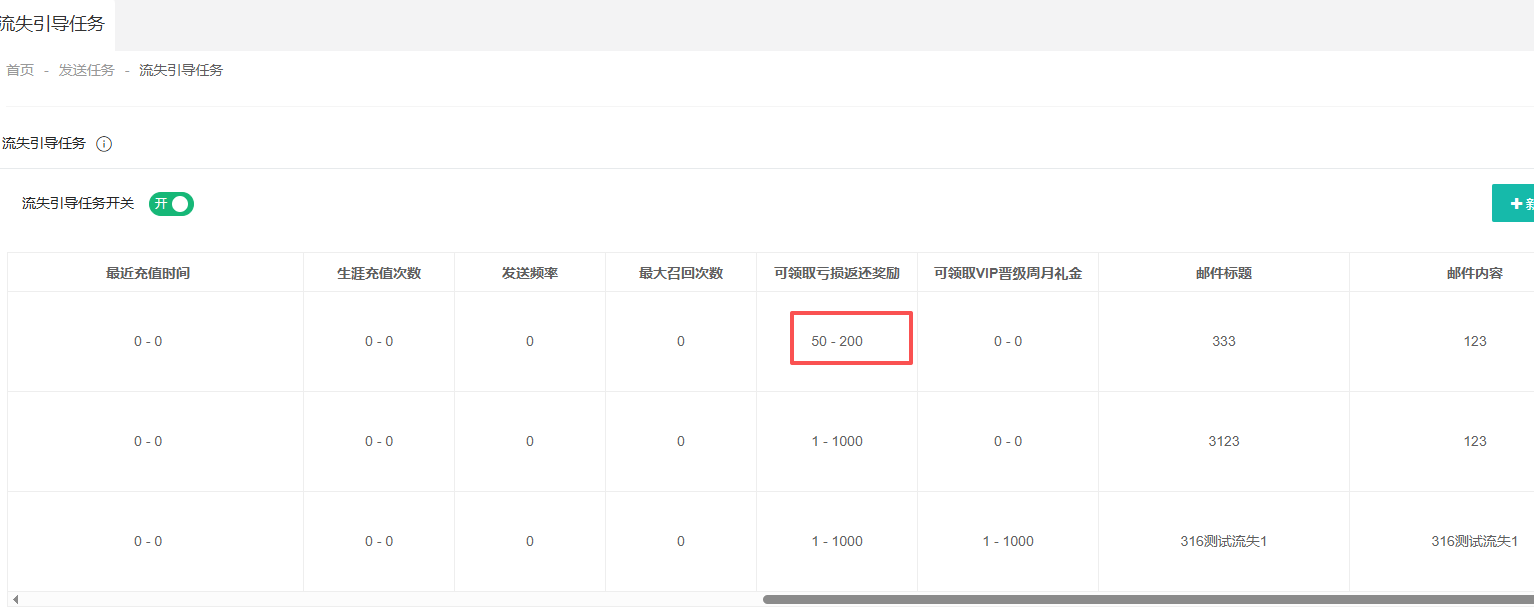 流失引导任务
首页 - 发送任务 - 流失引导任务
流失引导任务
流失引导任务开关 开
最近充值时间 生涯充值次数 发送频率 最大召回次数 可领取亏损返还奖励 可领取VIP晋级周月礼金 邮件标题 邮件内容
0 - 0 0 - 0 0 0 50 - 200 0 - 0 333 123
0 - 0 0 - 0 0 0 1 - 1000 0 - 0 3123 123
0 - 0 0 - 0 0 0 1 - 1000 1 - 1000 316测试流失1 316测试流失1